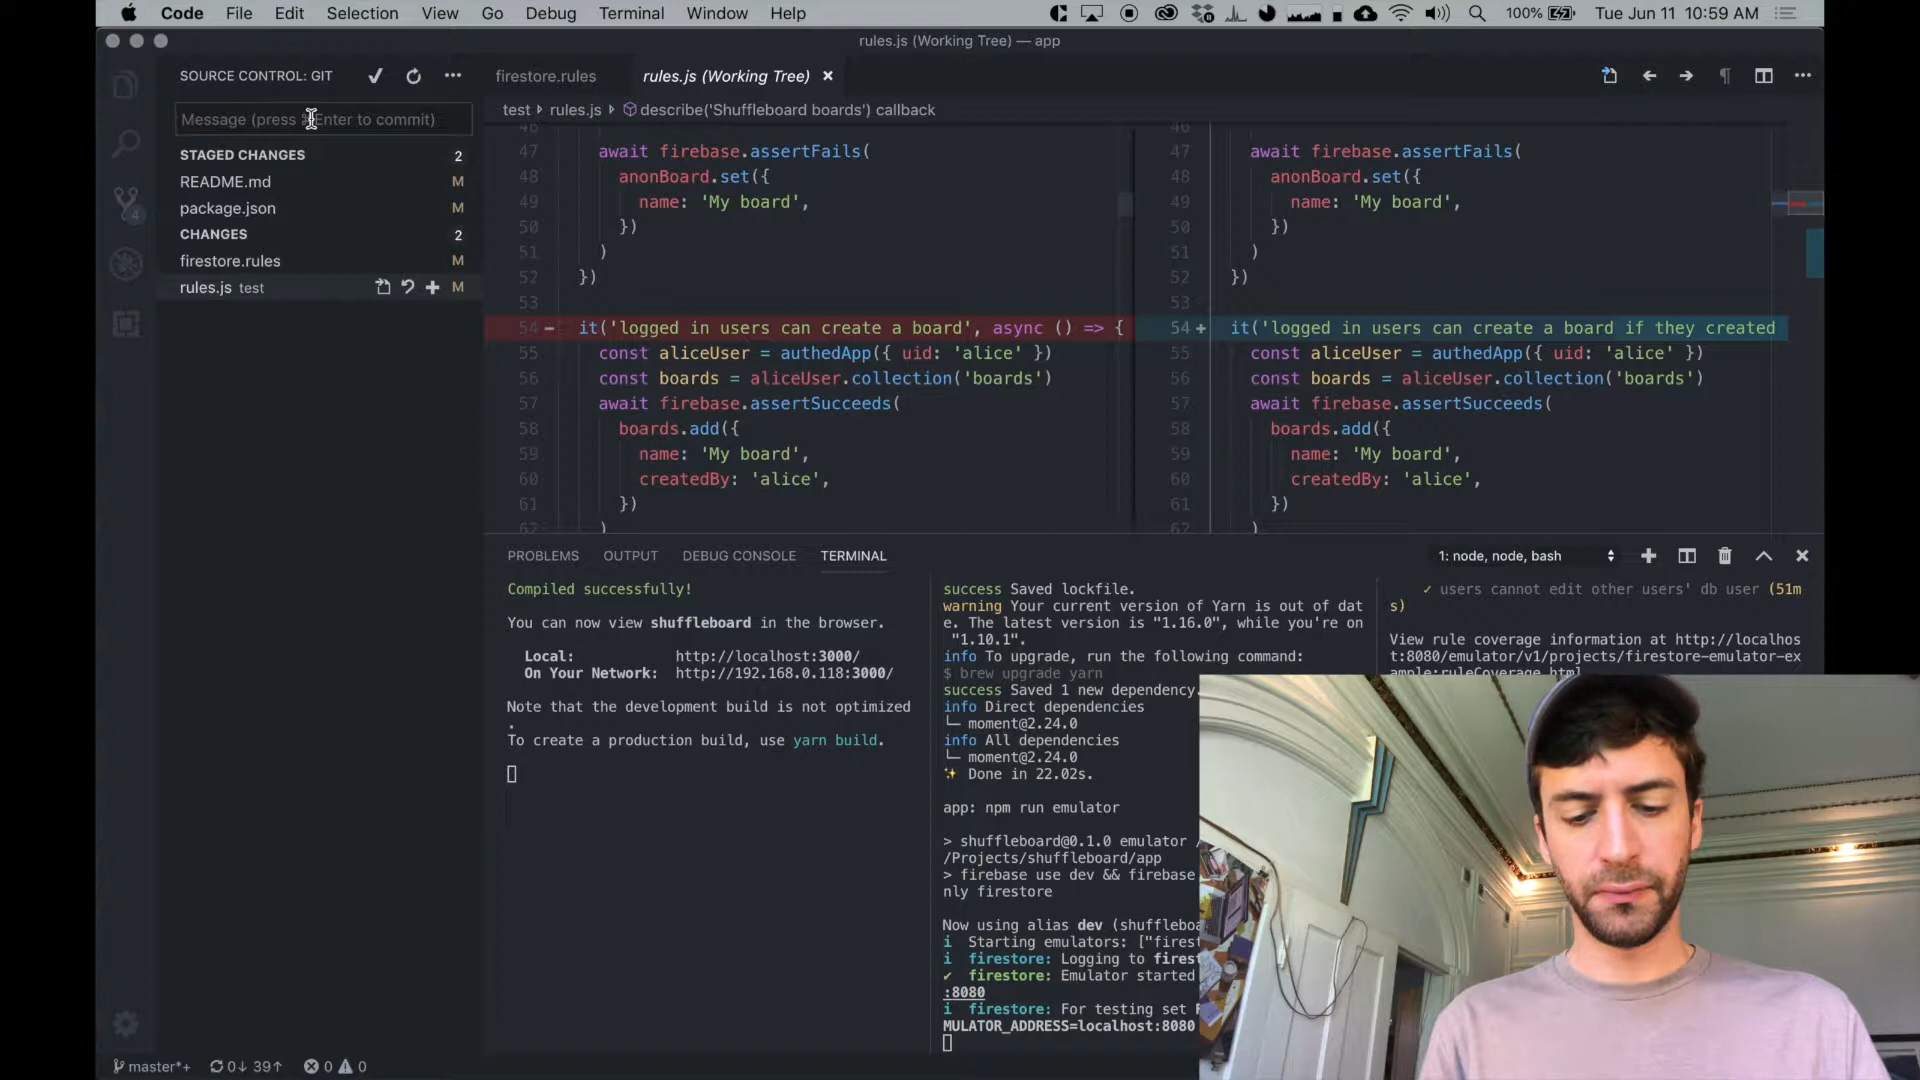 Code File Edit Selection View Go Debug Terminal Window Help 100% Tue Jun 11 10:59 AM
rules.js (Working Tree) — app
SOURCE CONTROL: GIT
firestore.rules
rules.js (Working Tree)
test rules.js describe('Shuffleboard boards') callback
Message (press ⌘Enter to commit)
STAGED CHANGES 2
README.md M
package.json M
CHANGES 2
firestore.rules M
rules.js test M
4
46
47 await firebase.assertFails(
48 anonBoard.set({
49 name: 'My board',
50 })
51 )
52 })
53
54 — it('logged in users can create a board', async () => {
55 const aliceUser = authedApp({ uid: 'alice' })
56 const boards = aliceUser.collection('boards')
57 await firebase.assertSucceeds(
58 boards.add({
59 name: 'My board',
60 createdBy: 'alice',
61 })
62 )
46
47 await firebase.assertFails(
48 anonBoard.set({
49 name: 'My board',
50 })
51 )
52 })
53
54 + it('logged in users can create a board if they created
55 const aliceUser = authedApp({ uid: 'alice' })
56 const boards = aliceUser.collection('boards')
57 await firebase.assertSucceeds(
58 boards.add({
59 name: 'My board',
60 createdBy: 'alice',
61 })
62 )
PROBLEMS OUTPUT DEBUG CONSOLE TERMINAL 1: node, node, bash
Compiled successfully!
You can now view shuffleboard in the browser.
Local: http://localhost:3000/
On Your Network: http://192.168.0.118:3000/
Note that the development build is not optimized
.
To create a production build, use yarn build.
success Saved lockfile.
warning Your current version of Yarn is out of dat
e. The latest version is "1.16.0", while you're on
"1.10.1".
info To upgrade, run the following command:
$ brew upgrade yarn
success Saved 1 new dependency.
info Direct dependencies
└─ moment@2.24.0
info All dependencies
└─ moment@2.24.0
✨ Done in 22.02s.
app: npm run emulator
> shuffleboard@0.1.0 emulator /
/Projects/shuffleboard/app
> firebase use dev && firebase
nly firestore
Now using alias dev (shufflebo
i Starting emulators: ["firest
i firestore: Logging to firest
✔ firestore: Emulator started
:8080
i firestore: For testing set
MULATOR_ADDRESS=localhost:8080
✓ users cannot edit other users' db user (51m
s)
View rule coverage information at http://localhos
t:8080/emulator/v1/projects/firestore-emulator-ex
ample:ruleCoverage.html
master*+ 0↓ 39↑ 0 0